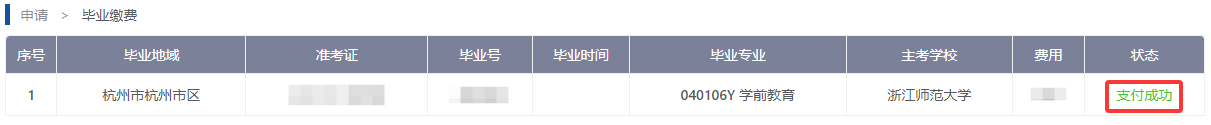 申请 > 毕业缴费
序号 毕业地域 准考证 毕业号 毕业时间 毕业专业 主考学校 费用 状态
1 杭州市杭州市区 040106Y 学前教育 浙江师范大学 支付成功